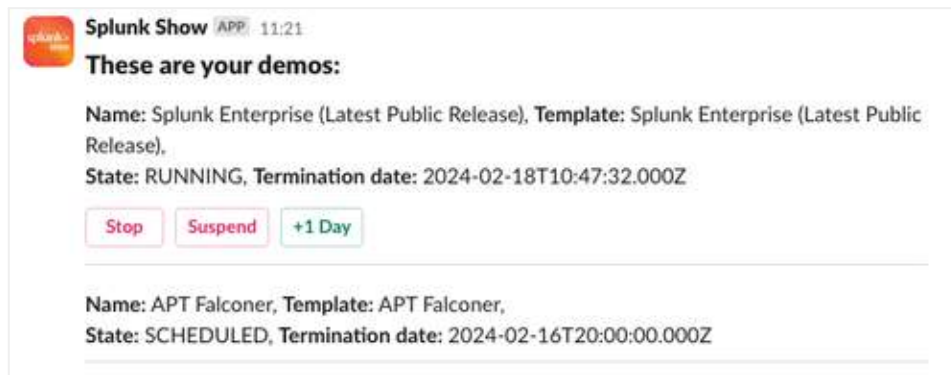 splunk>
Splunk Show APP 11:21
These are your demos:
Name: Splunk Enterprise (Latest Public Release), Template: Splunk Enterprise (Latest Public
Release),
State: RUNNING, Termination date: 2024-02-18T10:47:32.000Z
Stop Suspend +1 Day
Name: APT Falconer, Template: APT Falconer,
State: SCHEDULED, Termination date: 2024-02-16T20:00:00.000Z